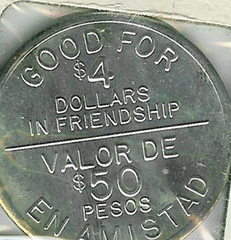 GOOD FOR
$4
DOLLARS
IN FRIENDSHIP
VALOR DE
$50
PESOS
EN AMISTAD